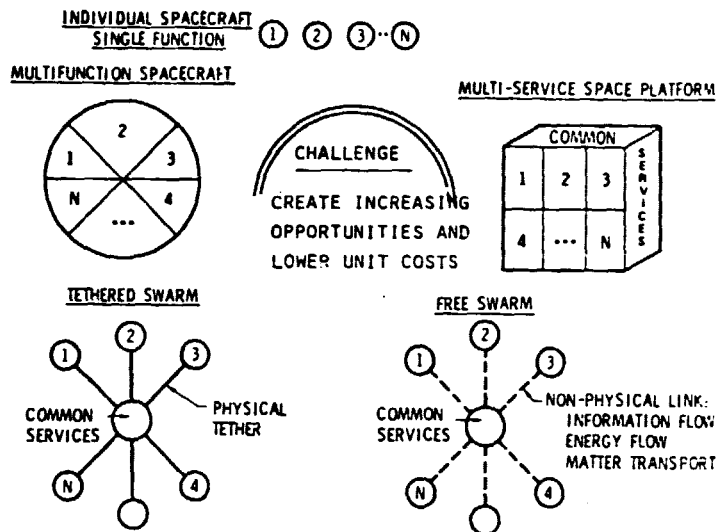 INDIVIDUAL SPACECRAFT
SINGLE FUNCTION
1 2 3 ·· N
MULTIFUNCTION SPACECRAFT
1 2 3
N ... 4
CHALLENGE
CREATE INCREASING
OPPORTUNITIES AND
LOWER UNIT COSTS
MULTI-SERVICE SPACE PLATFORM
COMMON
SERVICES
1 2 3
4 ... N
TETHERED SWARM
1 2 3
COMMON
SERVICES
PHYSICAL
TETHER
N 4
FREE SWARM
1 2 3
COMMON
SERVICES
NON-PHYSICAL LINK:
INFORMATION FLOW
ENERGY FLOW
MATTER TRANSPORT
N 4